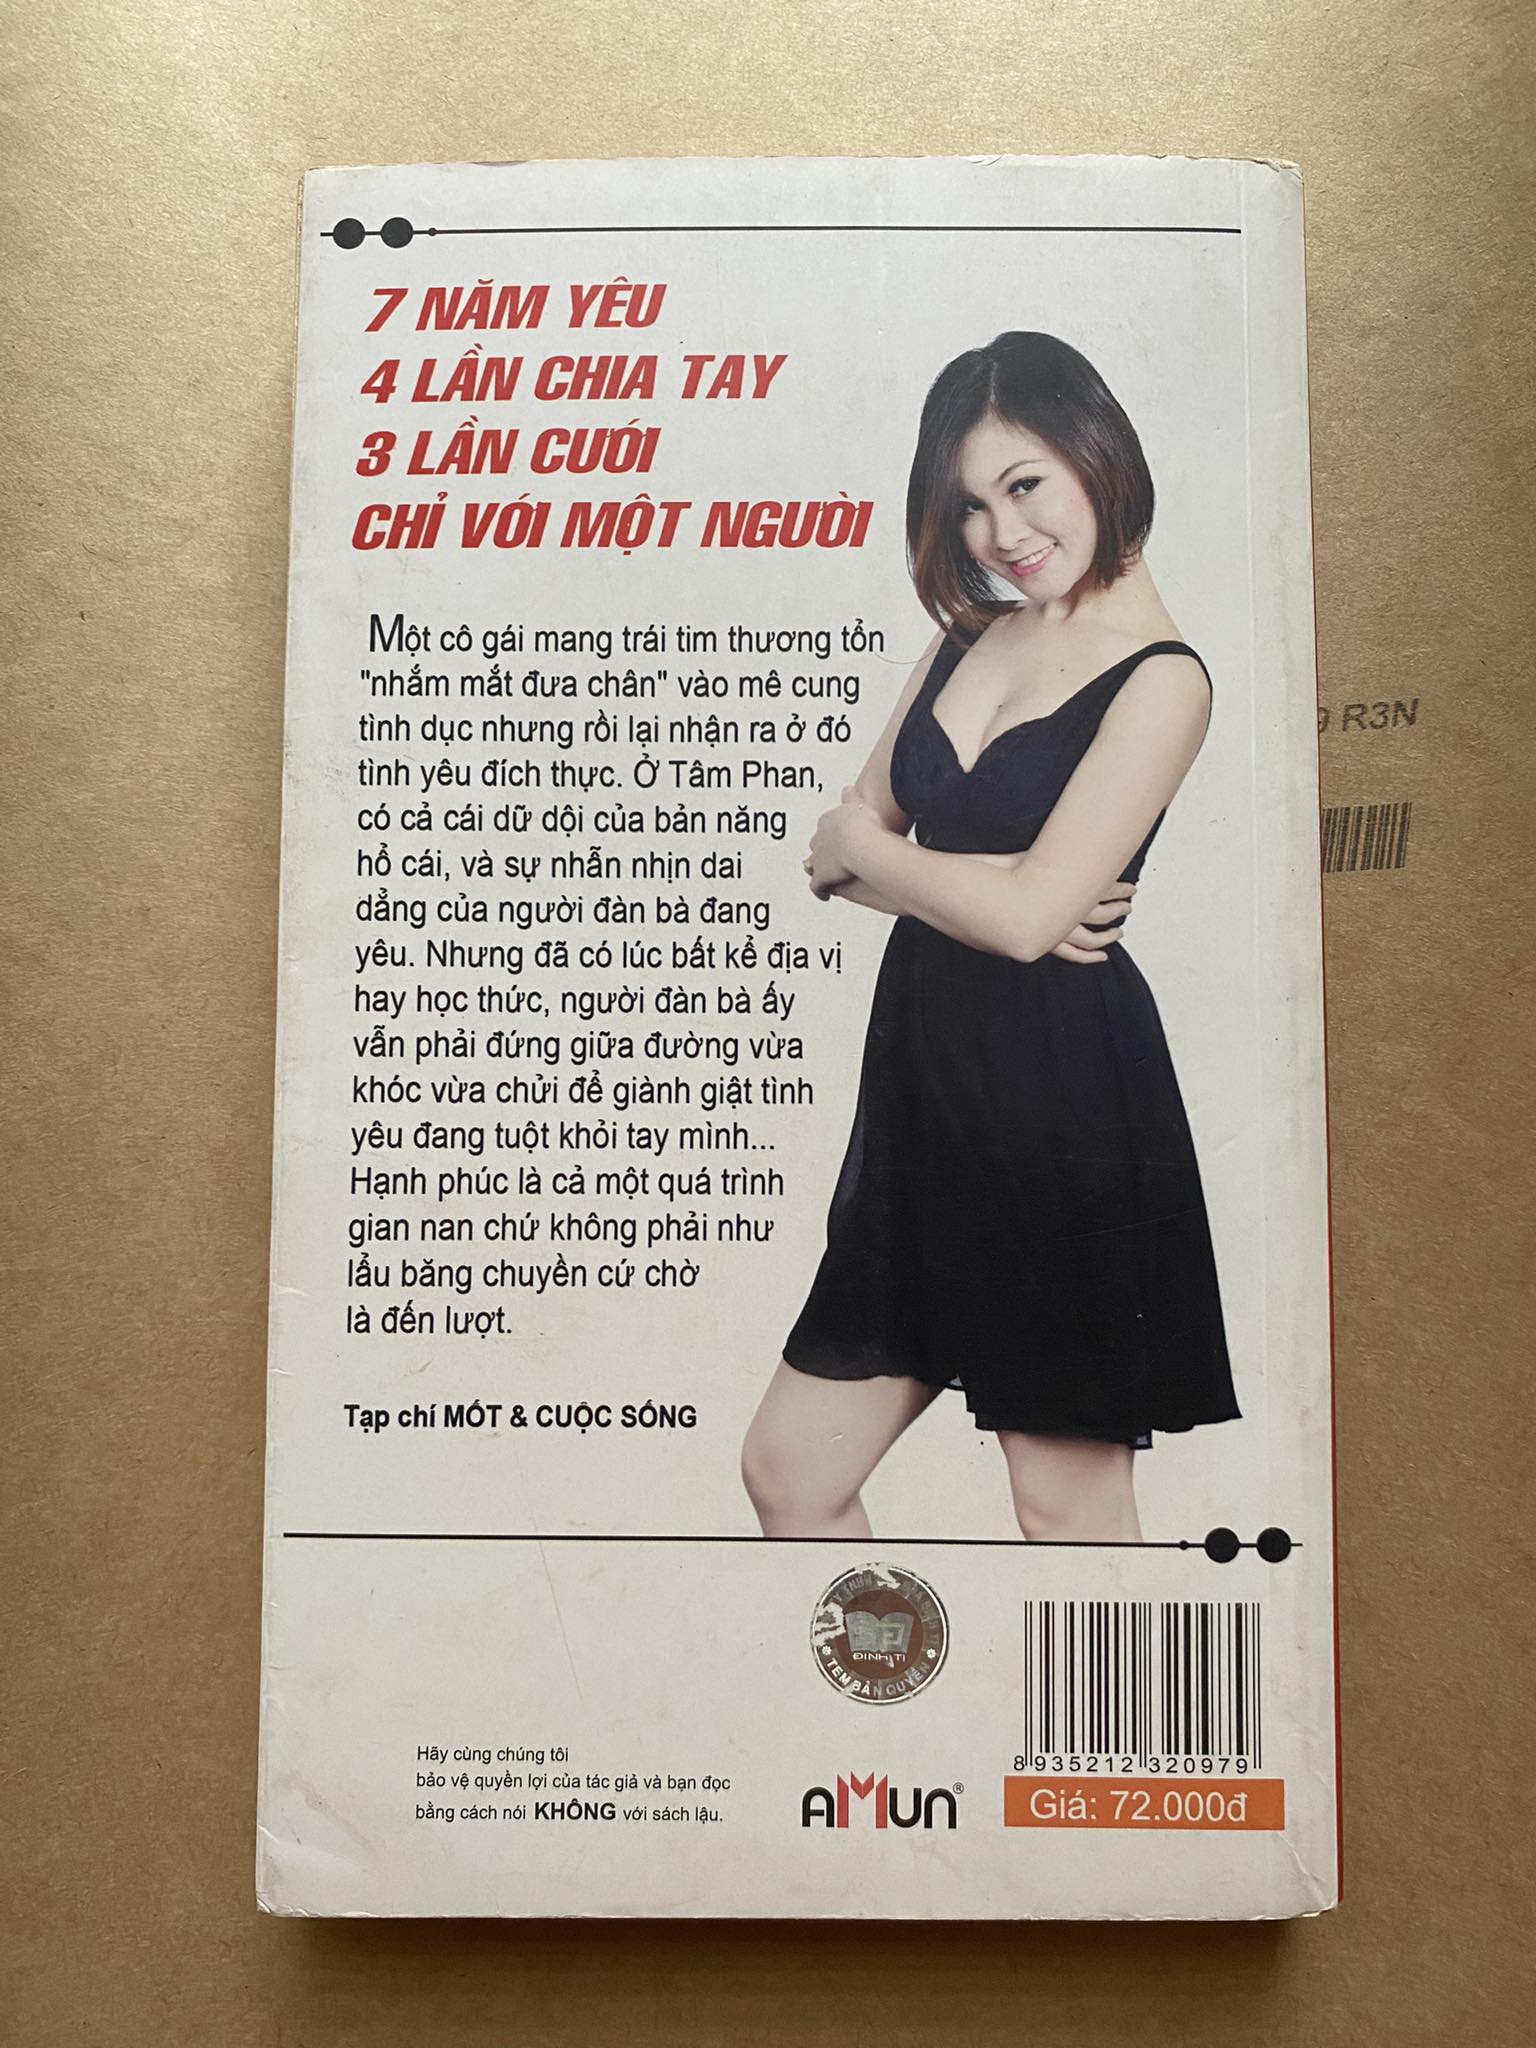 7 NĂM YÊU
4 LẦN CHIA TAY
3 LẦN CƯỚI
CHỈ VỚI MỘT NGƯỜI
Một cô gái mang trái tim thương tổn
"nhắm mắt đưa chân" vào mê cung
tình dục nhưng rồi lại nhận ra ở đó
tình yêu đích thực. Ở Tâm Phan,
có cả cái dữ dội của bản năng
hổ cái, và sự nhẫn nhịn dai
dẳng của người đàn bà đang
yêu. Nhưng đã có lúc bất kể địa vị
hay học thức, người đàn bà ấy
vẫn phải đứng giữa đường vừa
khóc vừa chửi để giành giật tình
yêu đang tuột khỏi tay mình...
Hạnh phúc là cả một quá trình
gian nan chứ không phải như
lẩu băng chuyền cứ chờ
là đến lượt.
Tạp chí MỐT & CUỘC SỐNG
9 R3N
ĐINH TỊ
TEM BẢN QUYỀN
Hãy cùng chúng tôi
bảo vệ quyền lợi của tác giả và bạn đọc
bằng cách nói KHÔNG với sách lậu.
AMUN®
8 935212 320979
Giá: 72.000đ